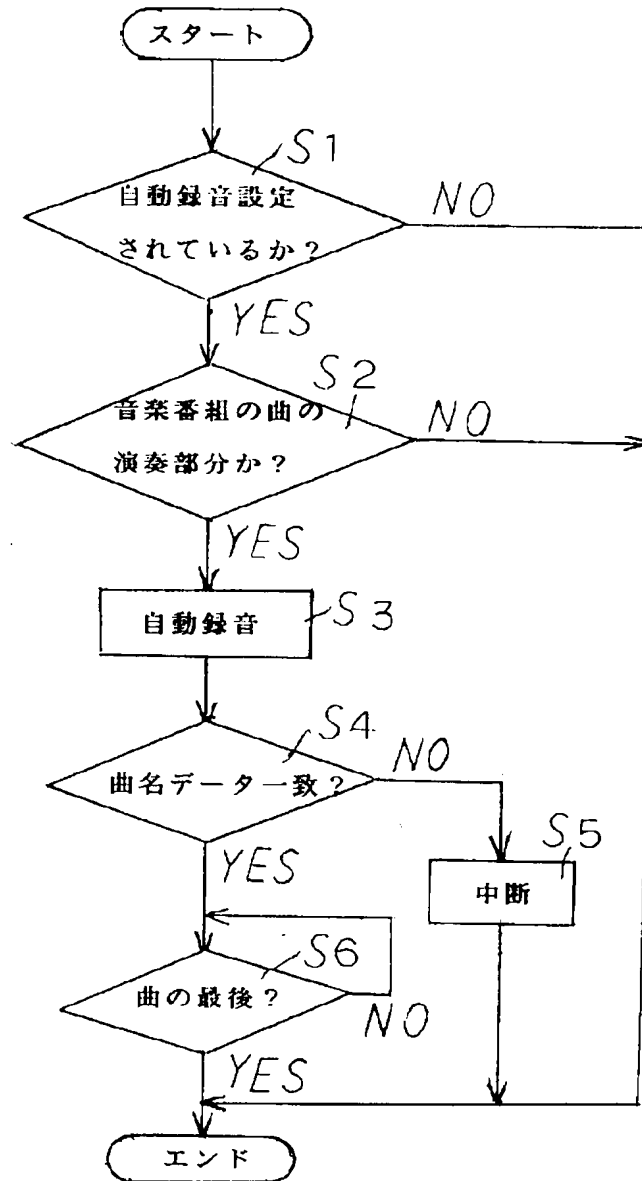 スタート
S1
自動録音設定
されているか?
NO
YES
S2
音楽番組の曲の
演奏部分か?
NO
YES
自動録音
S3
S4
曲名データ一致?
NO
YES
S5
中断
S6
曲の最後?
NO
YES
エンド